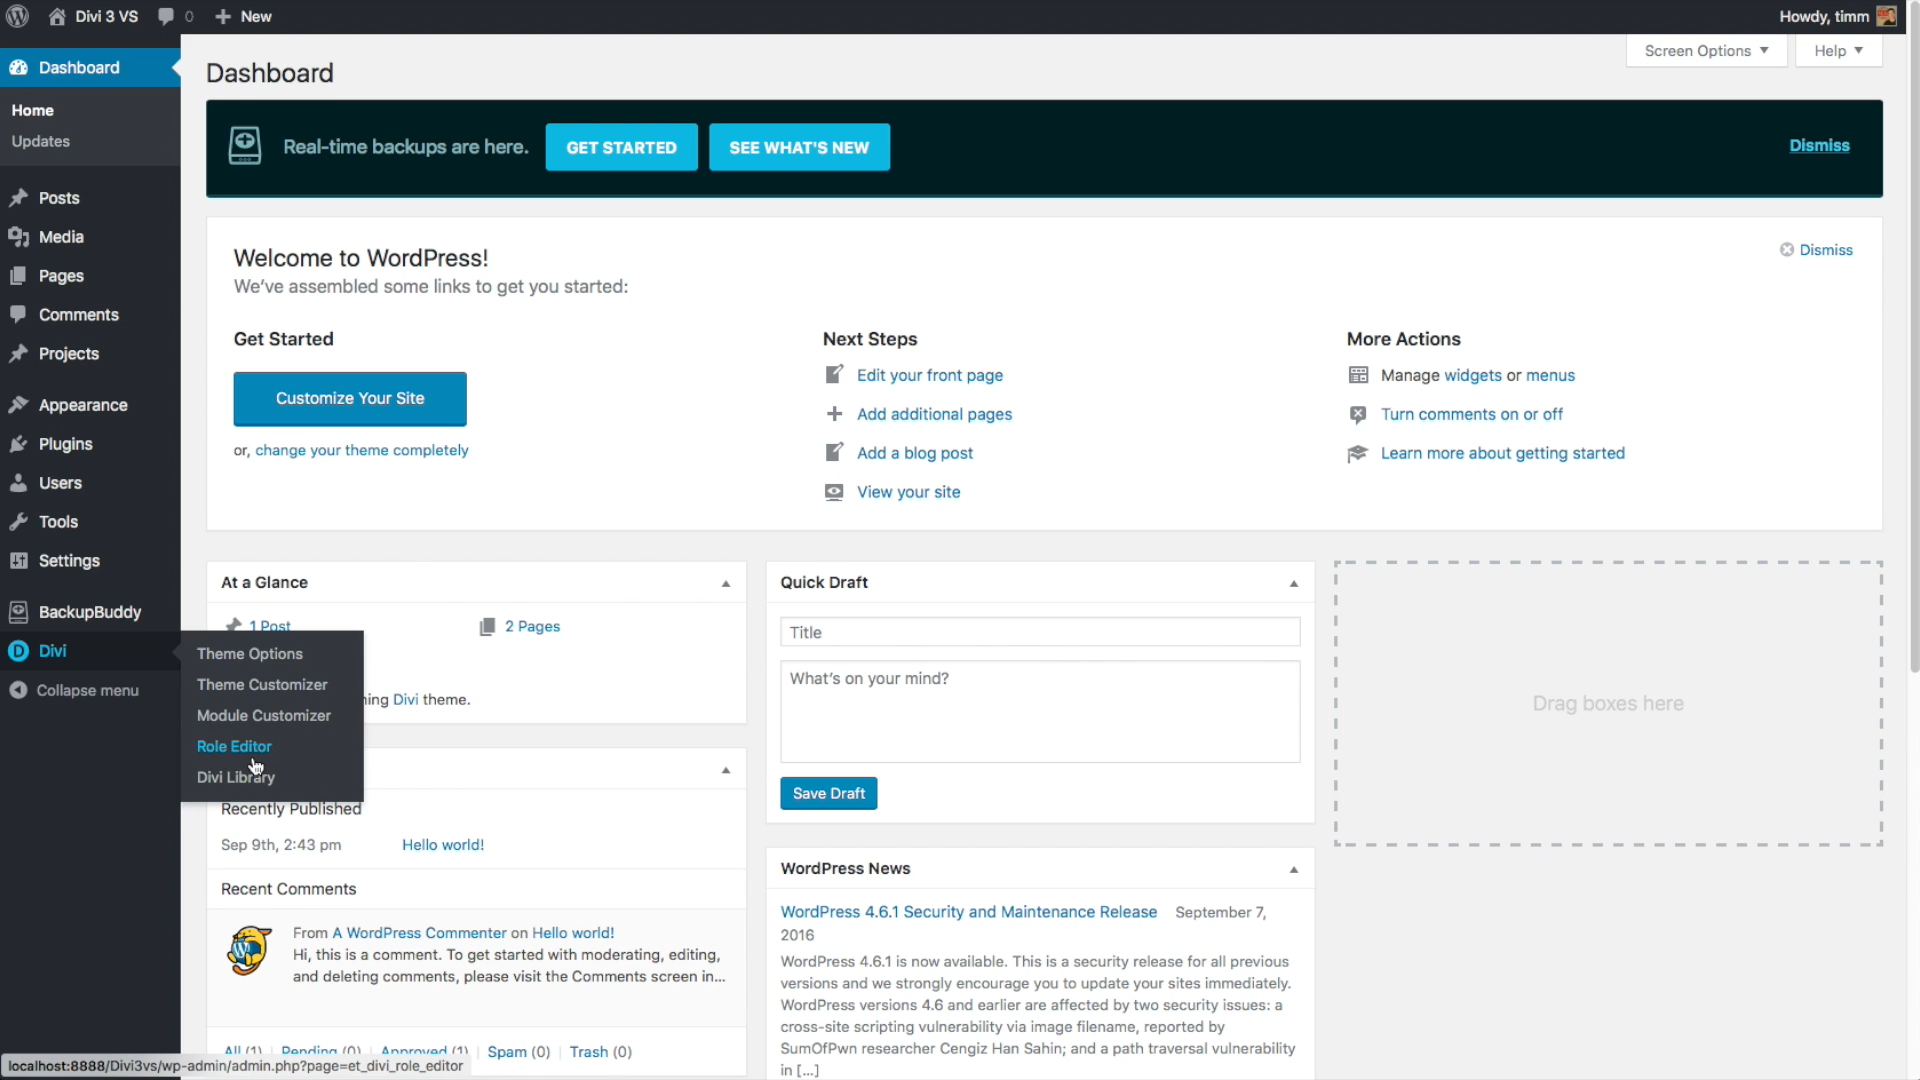 Divi 3 VS
0
New
Howdy, timm
Dashboard
Home
Updates
Posts
Media
Pages
Comments
Projects
Appearance
Plugins
Users
Tools
Settings
BackupBuddy
Divi
Collapse menu
Theme Options
Theme Customizer
Module Customizer
Role Editor
Divi Library
Screen Options
Help
Dashboard
Real-time backups are here.
GET STARTED
SEE WHAT'S NEW
Dismiss
Welcome to WordPress!
We've assembled some links to get you started:
Dismiss
Get Started
Customize Your Site
or, change your theme completely
Next Steps
Edit your front page
Add additional pages
Add a blog post
View your site
More Actions
Manage widgets or menus
Turn comments on or off
Learn more about getting started
At a Glance
1 Post
2 Pages
Divi theme.
Recently Published
Sep 9th, 2:43 pm
Hello world!
Recent Comments
From A WordPress Commenter on Hello world!
Hi, this is a comment. To get started with moderating, editing,
and deleting comments, please visit the Comments screen in...
All (1) | Pending (0) | Approved (1) | Spam (0) | Trash (0)
Quick Draft
Title
What's on your mind?
Save Draft
WordPress News
WordPress 4.6.1 Security and Maintenance Release September 7,
2016
WordPress 4.6.1 is now available. This is a security release for all previous
versions and we strongly encourage you to update your sites immediately.
WordPress versions 4.6 and earlier are affected by two security issues: a
cross-site scripting vulnerability via image filename, reported by
SumOfPwn researcher Cengiz Han Sahin; and a path traversal vulnerability
in [...]
Drag boxes here
localhost:8888/Divi3vs/wp-admin/admin.php?page=et_divi_role_editor